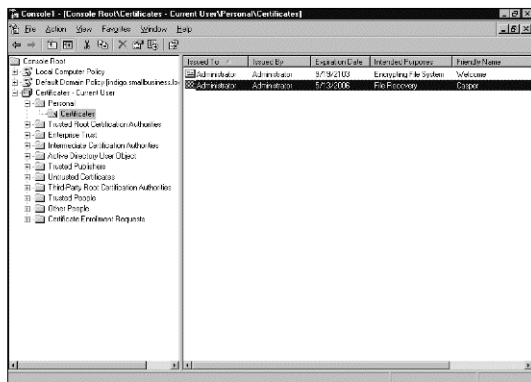 Console1 - [Console Root\Certificates - Current User\Personal\Certificates]
File Action View Favorites Window Help
Console Root
Local Computer Policy
Default Domain Policy [indigo.smallbusiness.lo
Certificates - Current User
Personal
Certificates
Trusted Root Certification Authorities
Enterprise Trust
Intermediate Certification Authorities
Active Directory User Object
Trusted Publishers
Untrusted Certificates
Third-Party Root Certification Authorities
Trusted People
Other People
Certificate Enrollment Requests
Issued To Issued By Expiration Date Intended Purposes Friendly Name
Administrator Administrator 9/19/2103 Encrypting File System Welcome
Administrator Administrator 5/13/2006 File Recovery Casper